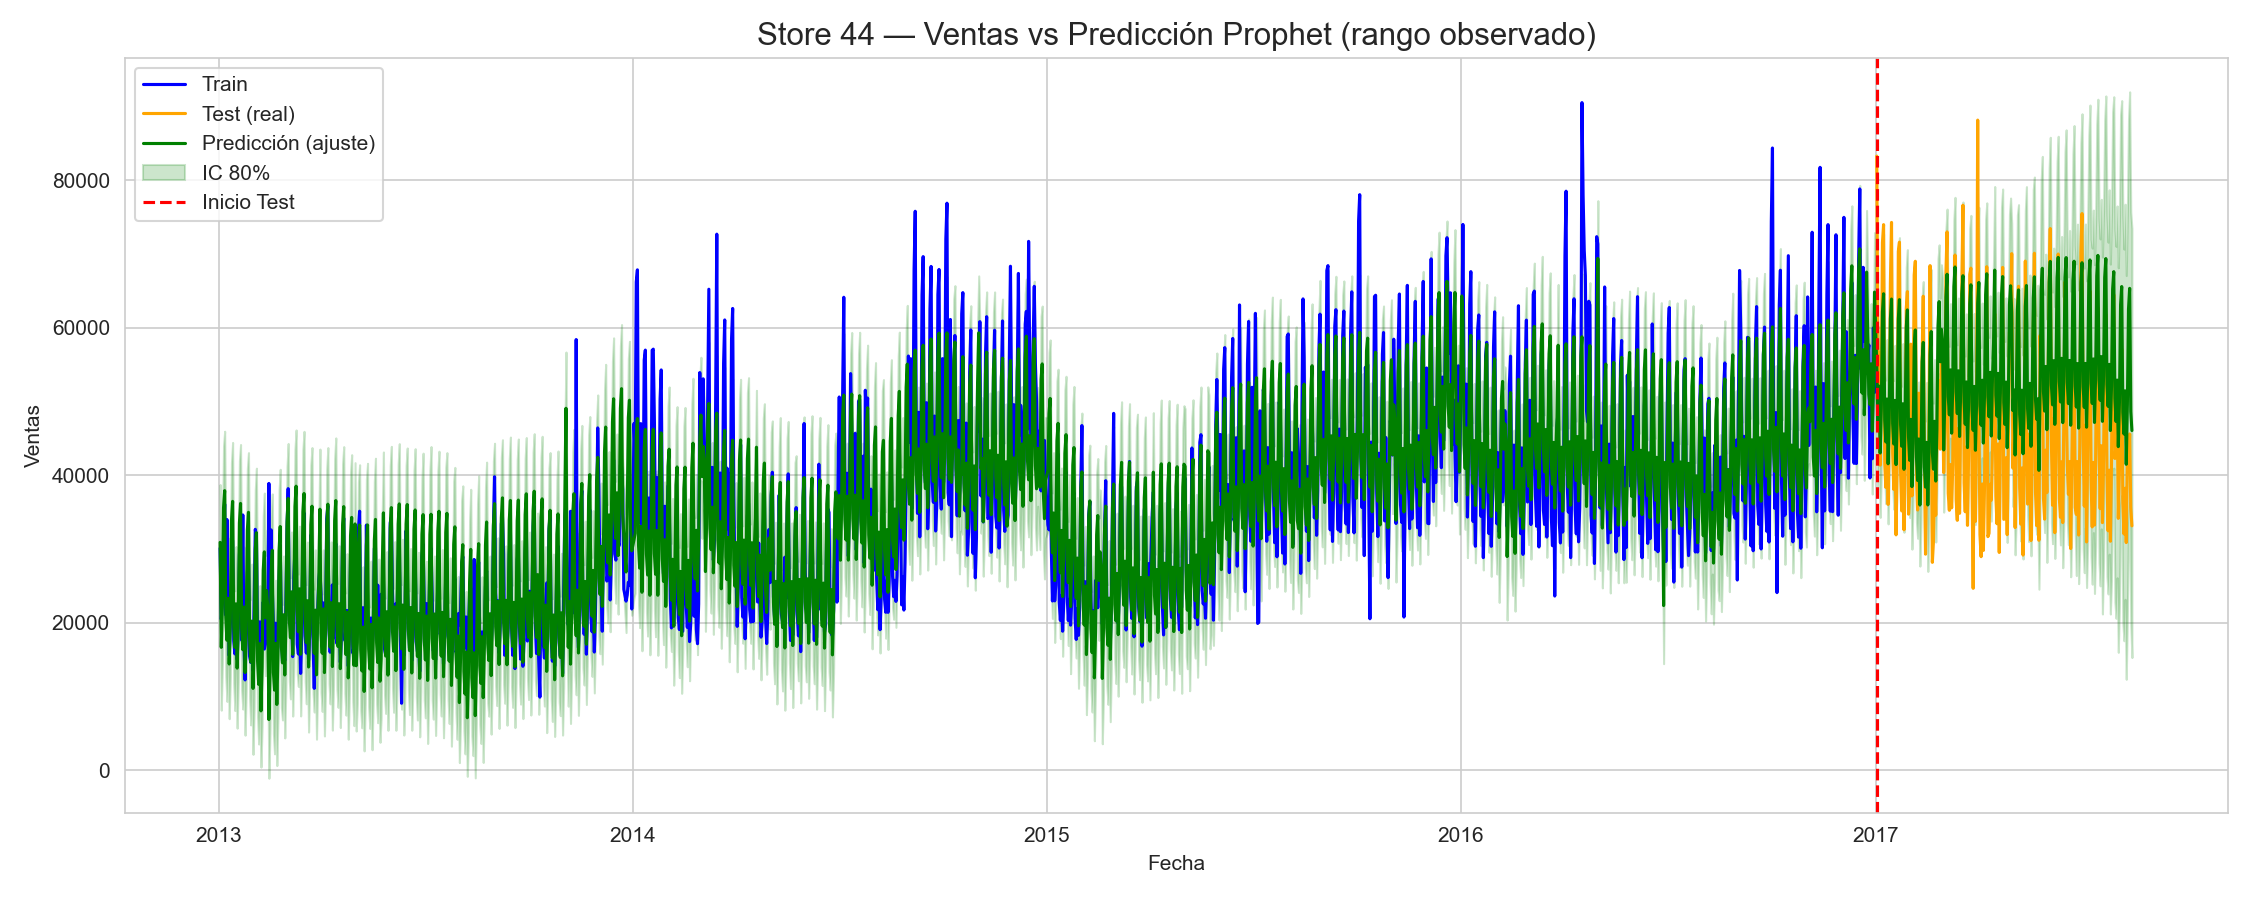 Store 44 — Ventas vs Predicción Prophet (rango observado)
Train
Test (real)
Predicción (ajuste)
IC 80%
Inicio Test
80000
60000
40000
20000
0
Ventas
2013
2014
2015
2016
2017
Fecha